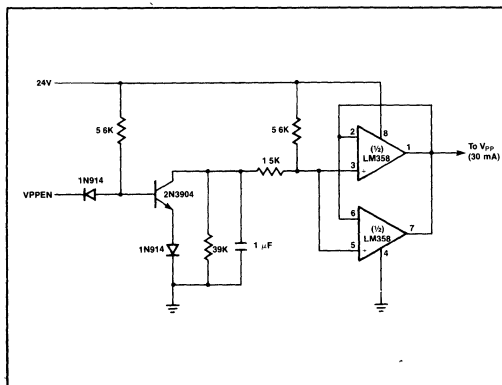 24V
5 6K
5 6K
2
8
(½)
LM358
1
3
+
To VPP
(30 mA)
1N914
VPPEN
2N3904
1 5K
1N914
39K
1 µF
6
(½)
LM358
7
5
+
4